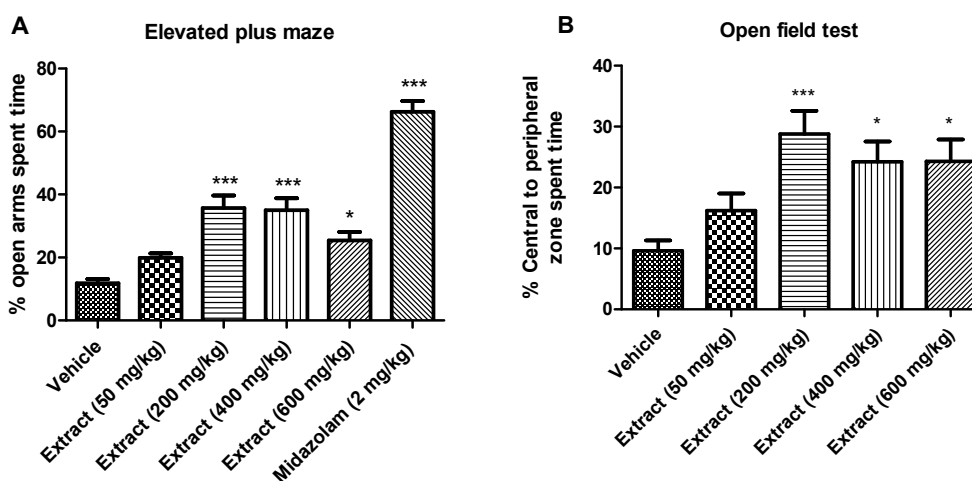 A
Elevated plus maze
% open arms spent time
80
60
40
20
0
***
***
*
***
Vehicle
Extract (50 mg/kg)
Extract (200 mg/kg)
Extract (400 mg/kg)
Extract (600 mg/kg)
Midazolam (2 mg/kg)
B
Open field test
% Central to peripheral
zone spent time
40
30
20
10
0
***
*
*
Vehicle
Extract (50 mg/kg)
Extract (200 mg/kg)
Extract (400 mg/kg)
Extract (600 mg/kg)